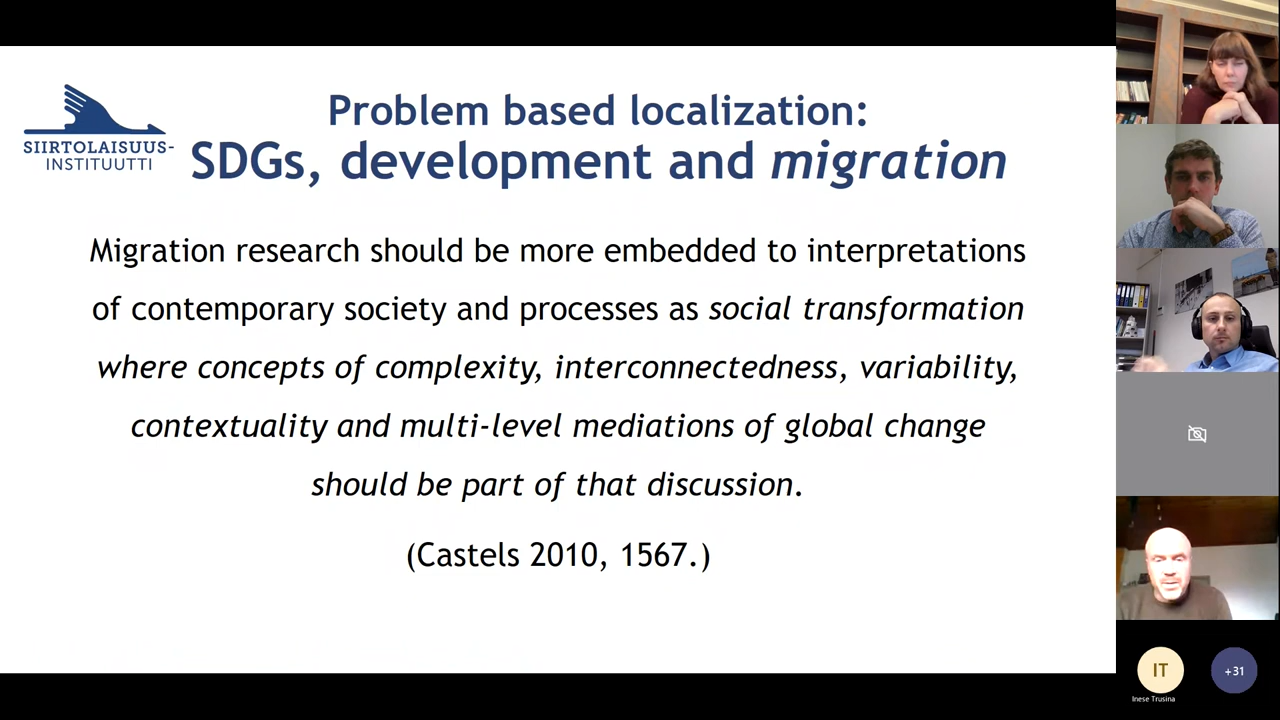 SIIRTOLAISUUS-
INSTITUUTTI
Problem based localization:
SDGs, development and migration
Migration research should be more embedded to interpretations
of contemporary society and processes as social transformation
where concepts of complexity, interconnectedness, variability,
contextuality and multi-level mediations of global change
should be part of that discussion.
(Castels 2010, 1567.)
IT
Inese Trusina
+31